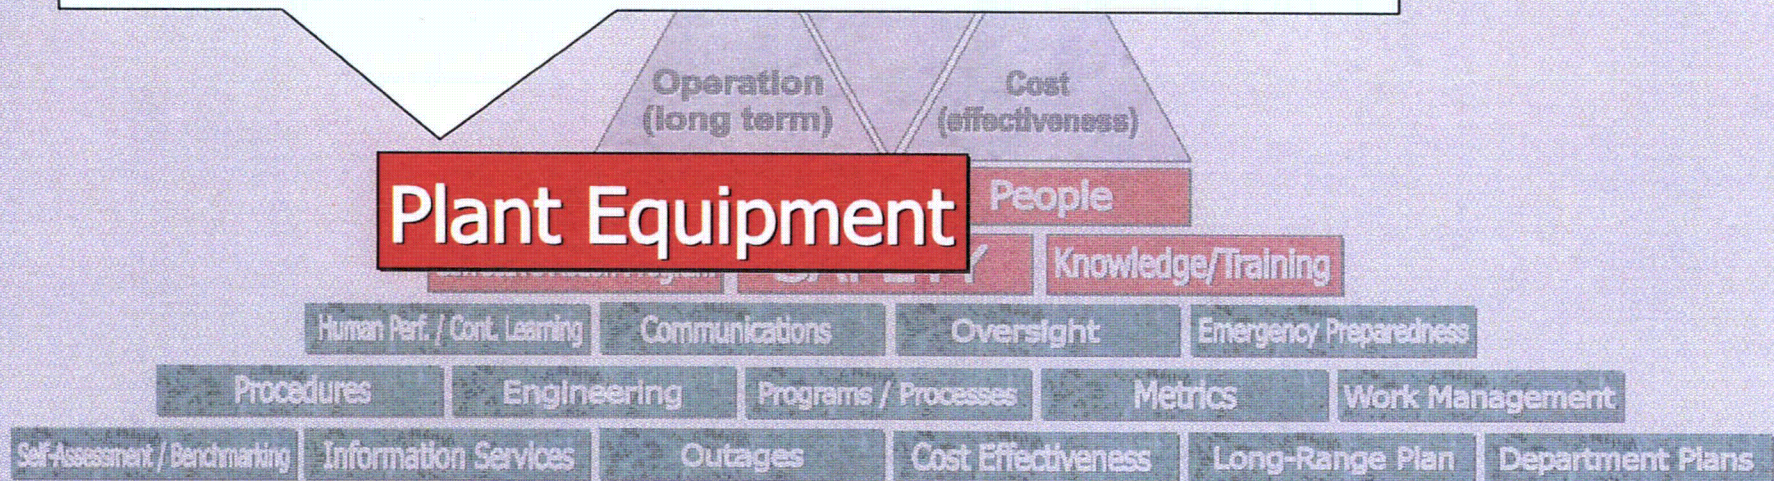 Operation
(long term)
Cost
(effectiveness)
Plant Equipment
People
Knowledge/Training
Human Perf. / Cont. Learning
Communications
Oversight
Emergency Preparedness
Procedures
Engineering
Programs / Processes
Metrics
Work Management
Self-Assessment / Benchmarking
Information Services
Outages
Cost Effectiveness
Long-Range Plan
Department Plans